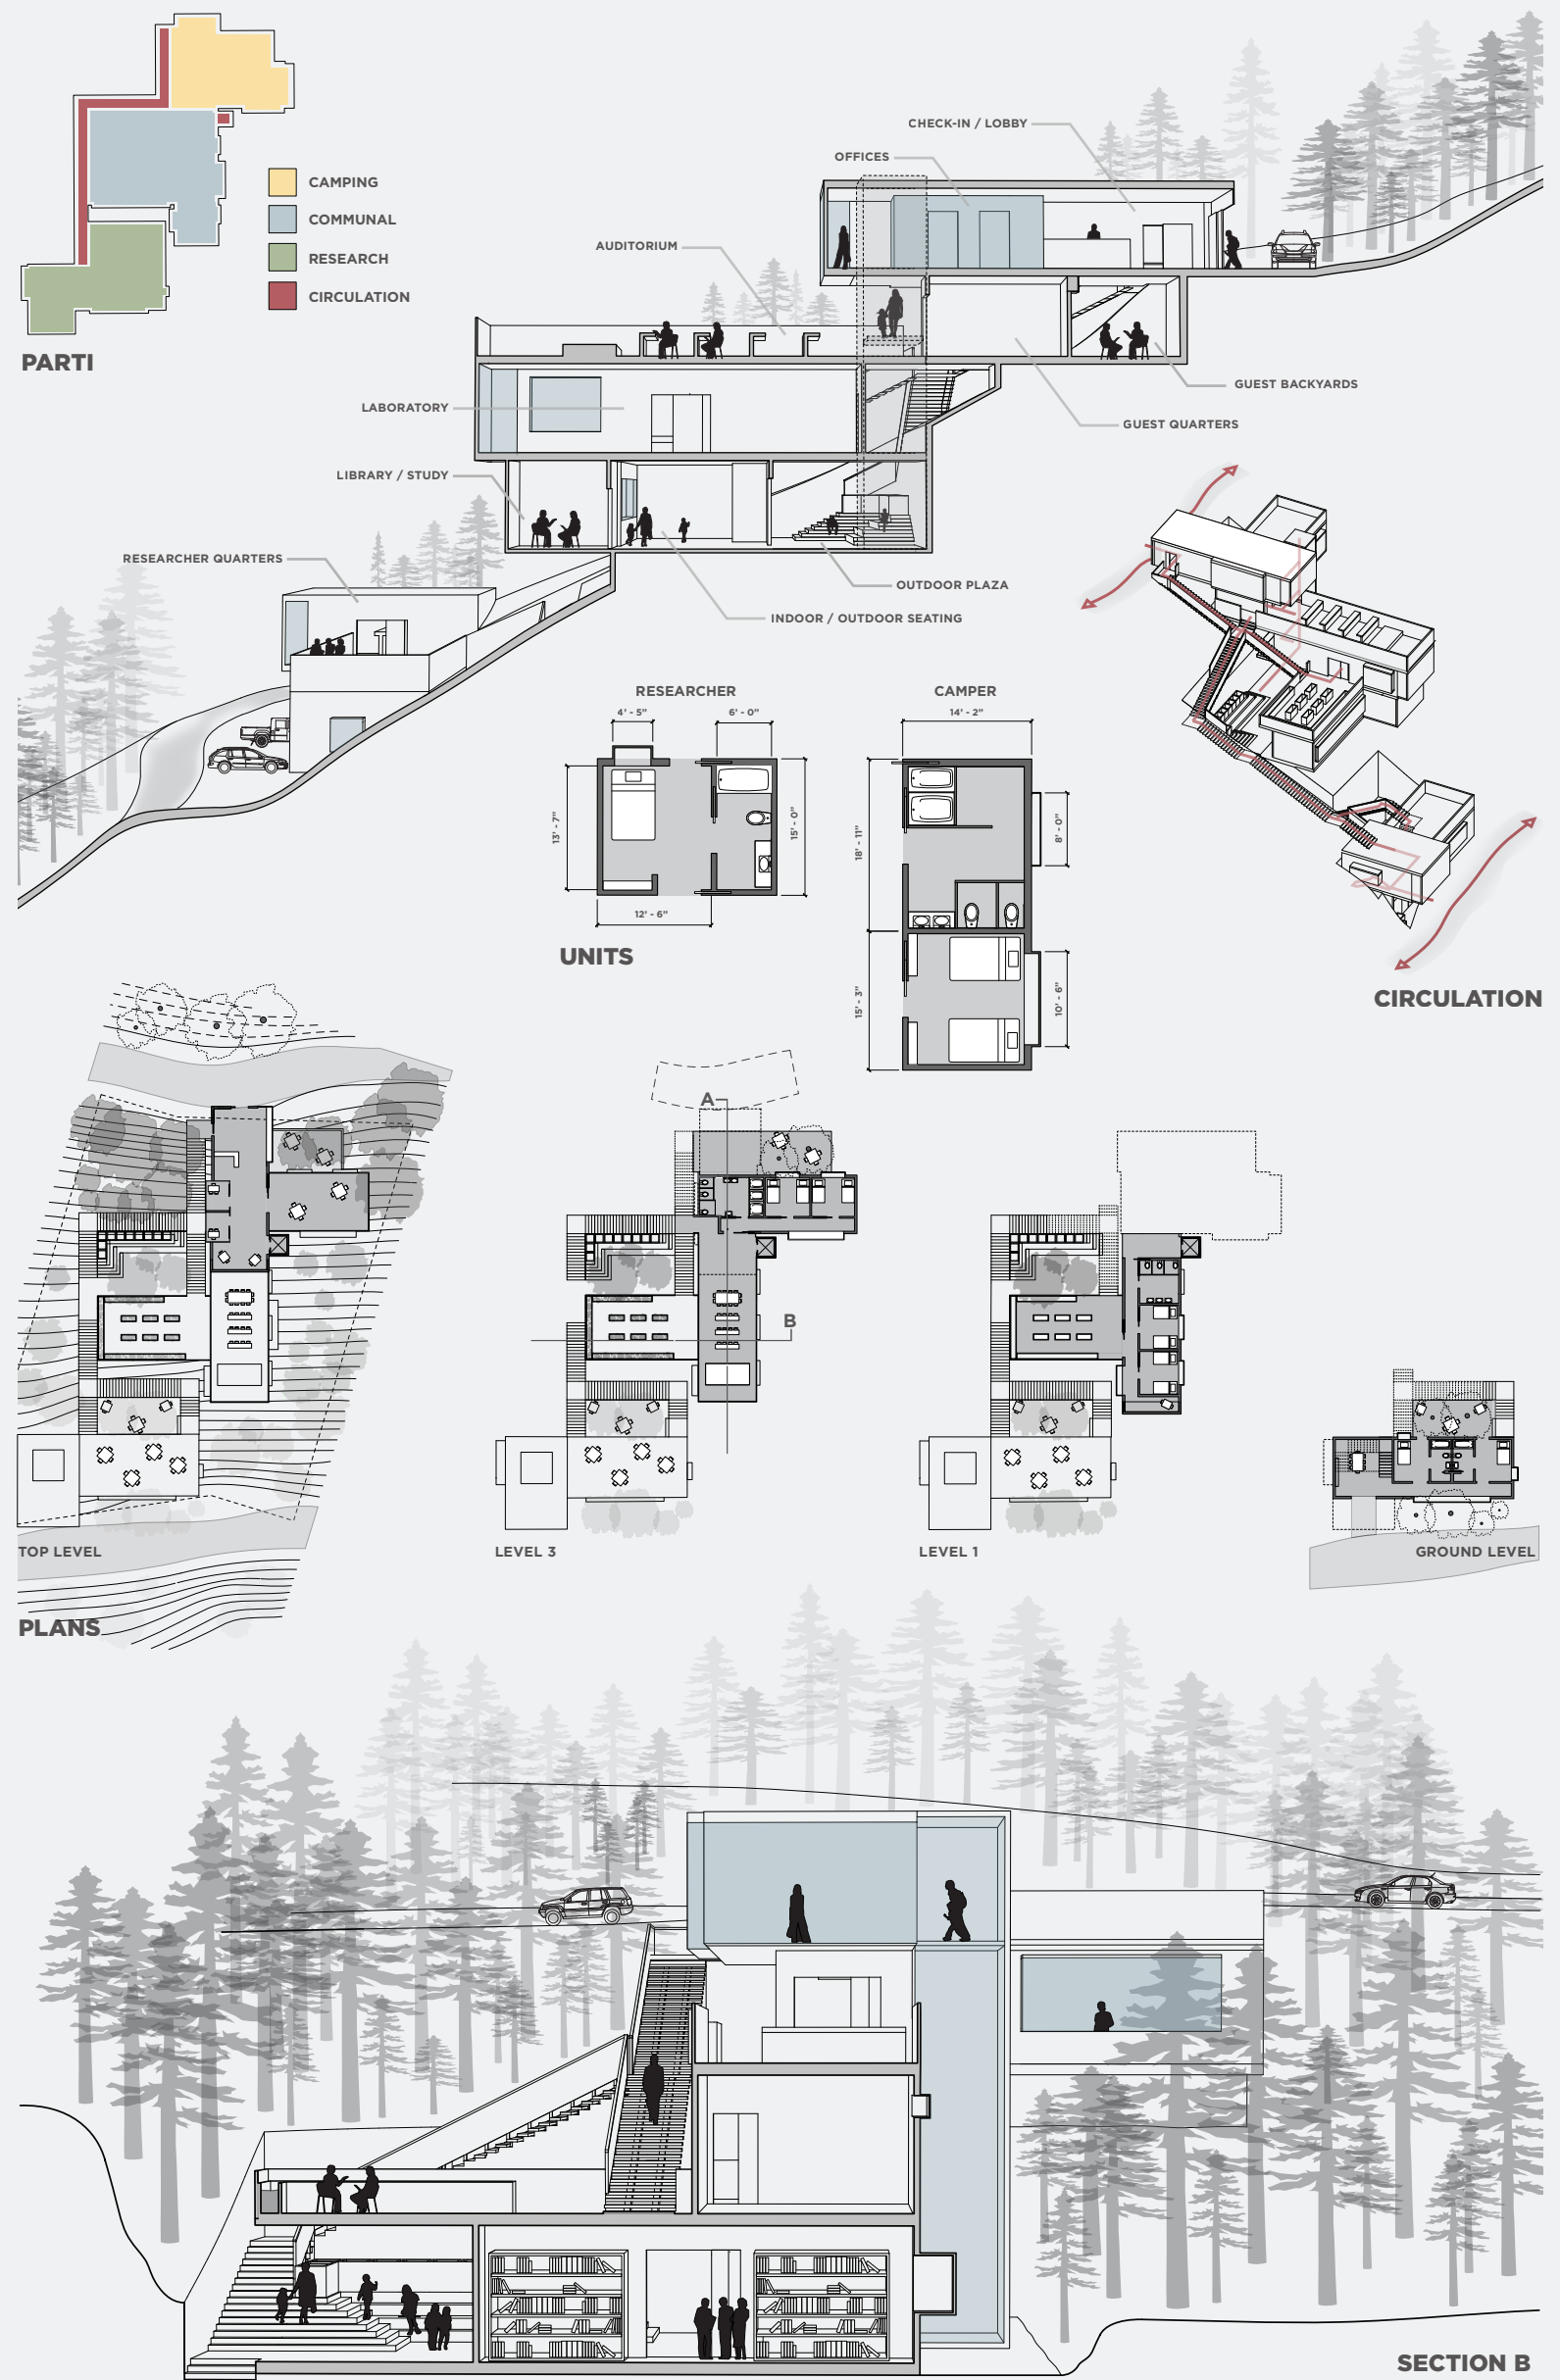 CAMPING
COMMUNAL
RESEARCH
CIRCULATION
PARTI
CHECK-IN / LOBBY
OFFICES
AUDITORIUM
GUEST BACKYARDS
LABORATORY
GUEST QUARTERS
LIBRARY / STUDY
RESEARCHER QUARTERS
OUTDOOR PLAZA
INDOOR / OUTDOOR SEATING
RESEARCHER
4' - 5"
6' - 0"
13' - 7"
15' - 0"
12' - 6"
CAMPER
14' - 2"
18' - 11"
8' - 0"
15' - 3"
10' - 6"
UNITS
CIRCULATION
A
B
TOP LEVEL
LEVEL 3
LEVEL 1
GROUND LEVEL
PLANS
SECTION B